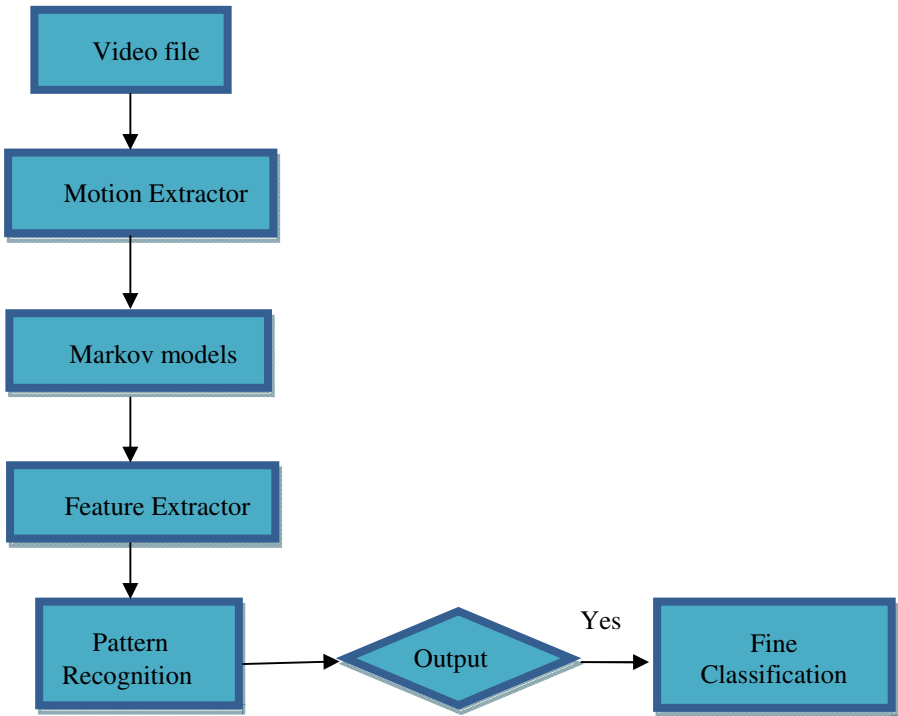 Video file
Motion Extractor
Markov models
Feature Extractor
Pattern
Recognition
Output
Yes
Fine
Classification